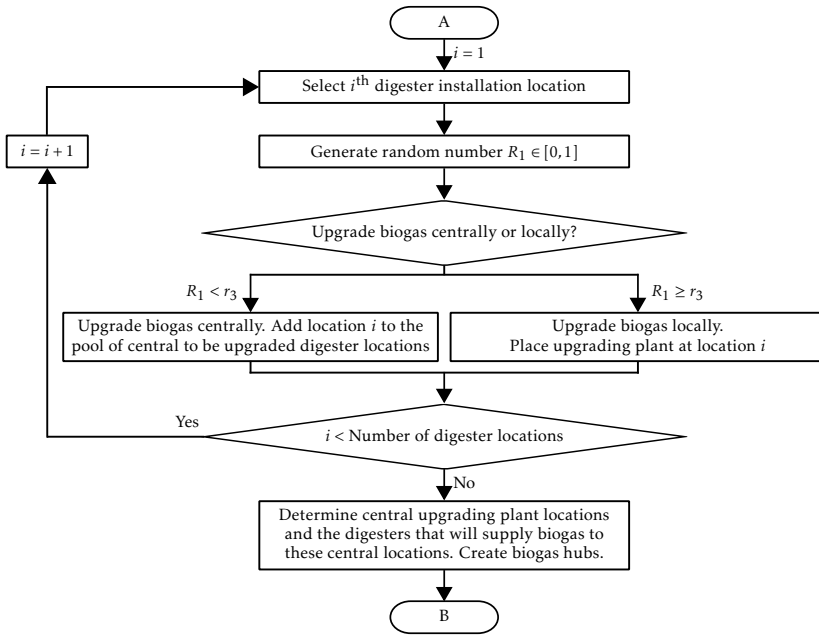 A
i = 1
Select iᵗʰ digester installation location
i = i + 1
Generate random number R₁ ∈ [0, 1]
Upgrade biogas centrally or locally?
R₁ < r₃
R₁ ≥ r₃
Upgrade biogas centrally. Add location i to the
pool of central to be upgraded digester locations
Upgrade biogas locally.
Place upgrading plant at location i
Yes
i < Number of digester locations
No
Determine central upgrading plant locations
and the digesters that will supply biogas to
these central locations. Create biogas hubs.
B